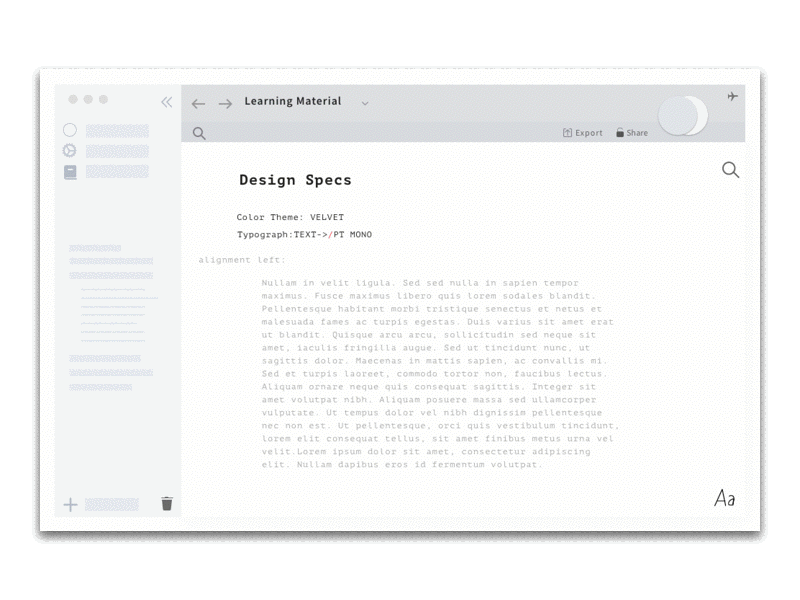 Learning Material
Export
Share
Design Specs
Color Theme: VELVET
Typograph:TEXT->/PT MONO
alignment left:
Nullam in velit ligula. Sed sed nulla in sapien tempor
maximus. Fusce maximus libero quis lorem sodales blandit.
Pellentesque habitant morbi tristique senectus et netus et
malesuada fames ac turpis egestas. Duis varius sit amet erat
ut blandit. Quisque arcu arcu, sollicitudin sed neque sit
amet, iaculis fringilla augue. Sed ut tincidunt nunc, ut
sagittis dolor. Maecenas in mattis sapien, ac convallis mi.
Sed et turpis laoreet, commodo tortor non, faucibus lectus.
Aliquam ornare neque quis consequat sagittis. Integer sit
amet volutpat nibh. Aliquam posuere massa sed ullamcorper
vulputate. Ut tempus dolor vel nibh dignissim pellentesque
nec non est. Ut pellentesque, orci quis vestibulum tincidunt,
lorem elit consequat tellus, sit amet finibus metus urna vel
velit.Lorem ipsum dolor sit amet, consectetur adipiscing
elit. Nullam dapibus eros id fermentum volutpat.
Aa